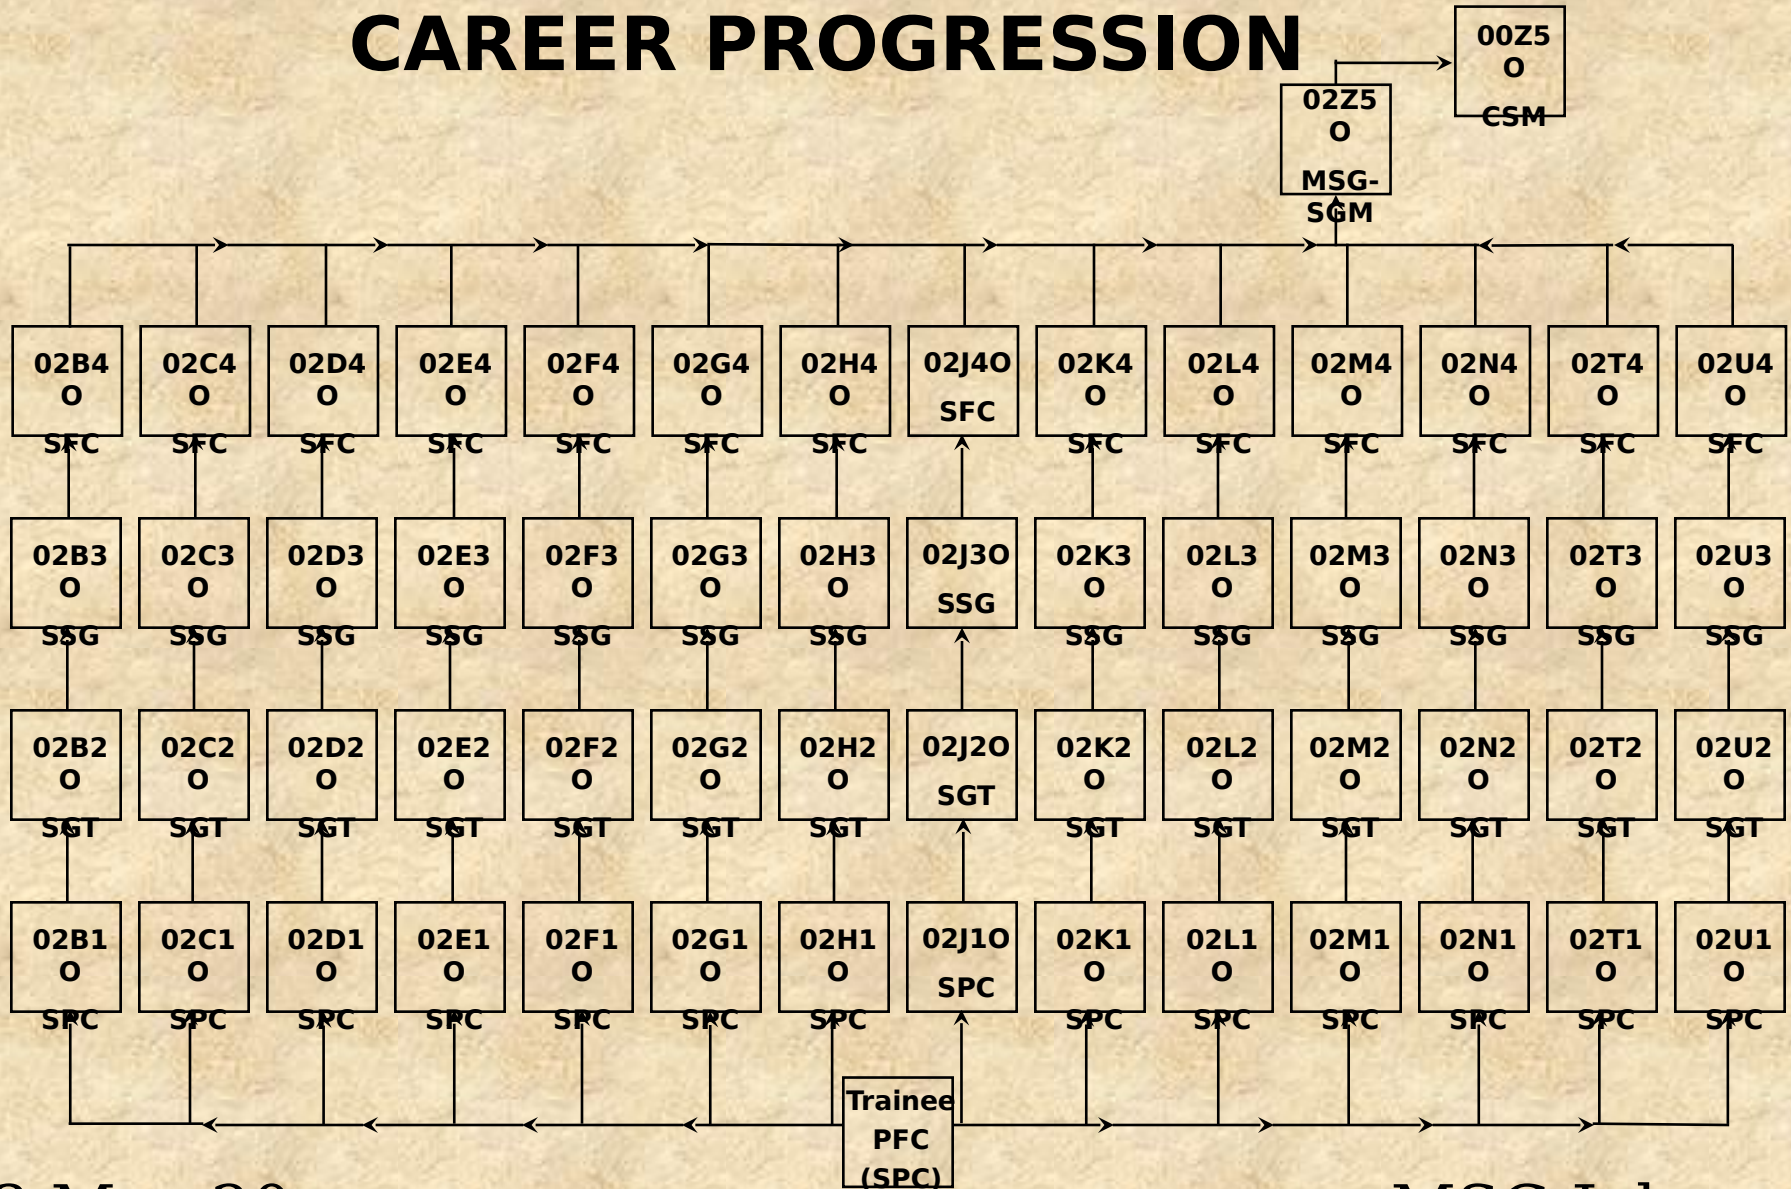 CAREER PROGRESSION
00Z5
O
CSM
02Z5
O
MSG-
SGM
02B4 02C4 02D4 02E4 02F4 02G4 02H4 02J4O 02K4 02L4 02M4 02N4 02T4 02U4
O O O O O O O SFC O O O O O O
SFC SFC SFC SFC SFC SFC SFC SFC SFC SFC SFC SFC SFC
02B3 02C3 02D3 02E3 02F3 02G3 02H3 02J3O 02K3 02L3 02M3 02N3 02T3 02U3
O O O O O O O SSG O O O O O O
SSG SSG SSG SSG SSG SSG SSG SSG SSG SSG SSG SSG SSG
02B2 02C2 02D2 02E2 02F2 02G2 02H2 02J2O 02K2 02L2 02M2 02N2 02T2 02U2
O O O O O O O SGT O O O O O O
SGT SGT SGT SGT SGT SGT SGT SGT SGT SGT SGT SGT SGT
02B1 02C1 02D1 02E1 02F1 02G1 02H1 02J1O 02K1 02L1 02M1 02N1 02T1 02U1
O O O O O O O SPC O O O O O O
SPC SPC SPC SPC SPC SPC SPC SPC SPC SPC SPC SPC SPC
Trainee
PFC
(SPC)